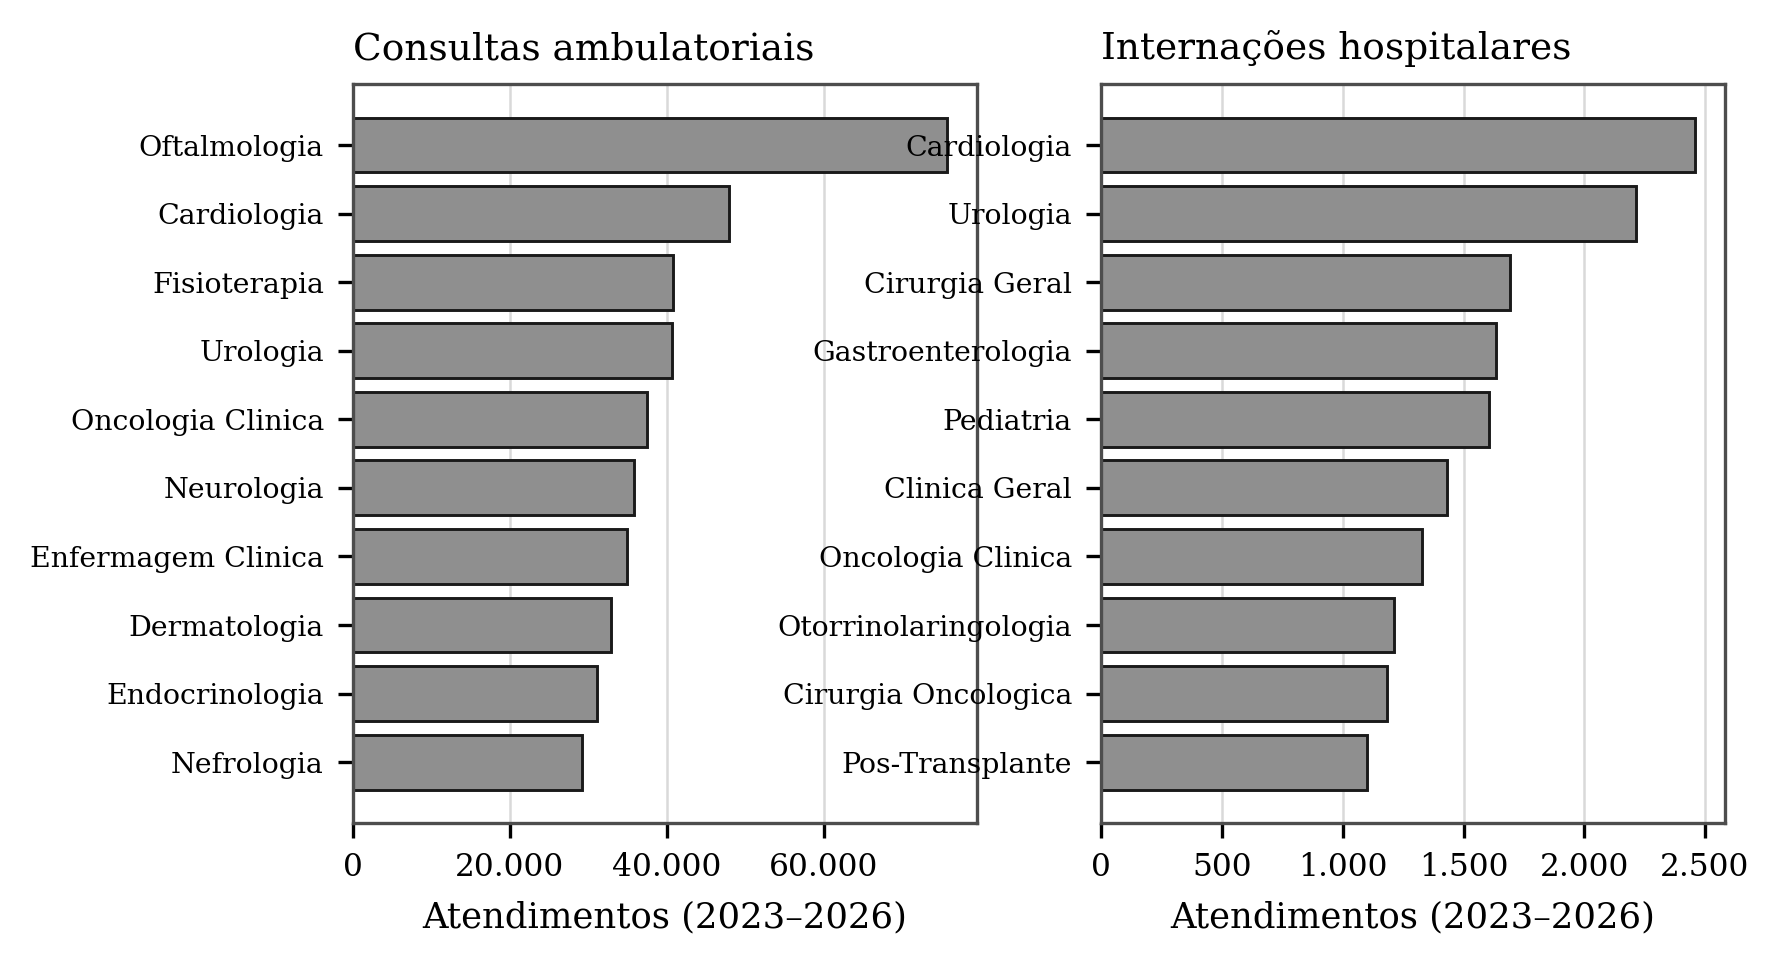 Consultas ambulatoriais
Oftalmologia
Cardiologia
Fisioterapia
Urologia
Oncologia Clinica
Neurologia
Enfermagem Clinica
Dermatologia
Endocrinologia
Nefrologia
0 20.000 40.000 60.000
Atendimentos (2023–2026)
Internações hospitalares
Cardiologia
Urologia
Cirurgia Geral
Gastroenterologia
Pediatria
Clinica Geral
Oncologia Clinica
Otorrinolaringologia
Cirurgia Oncologica
Pos-Transplante
0 500 1.000 1.500 2.000 2.500
Atendimentos (2023–2026)